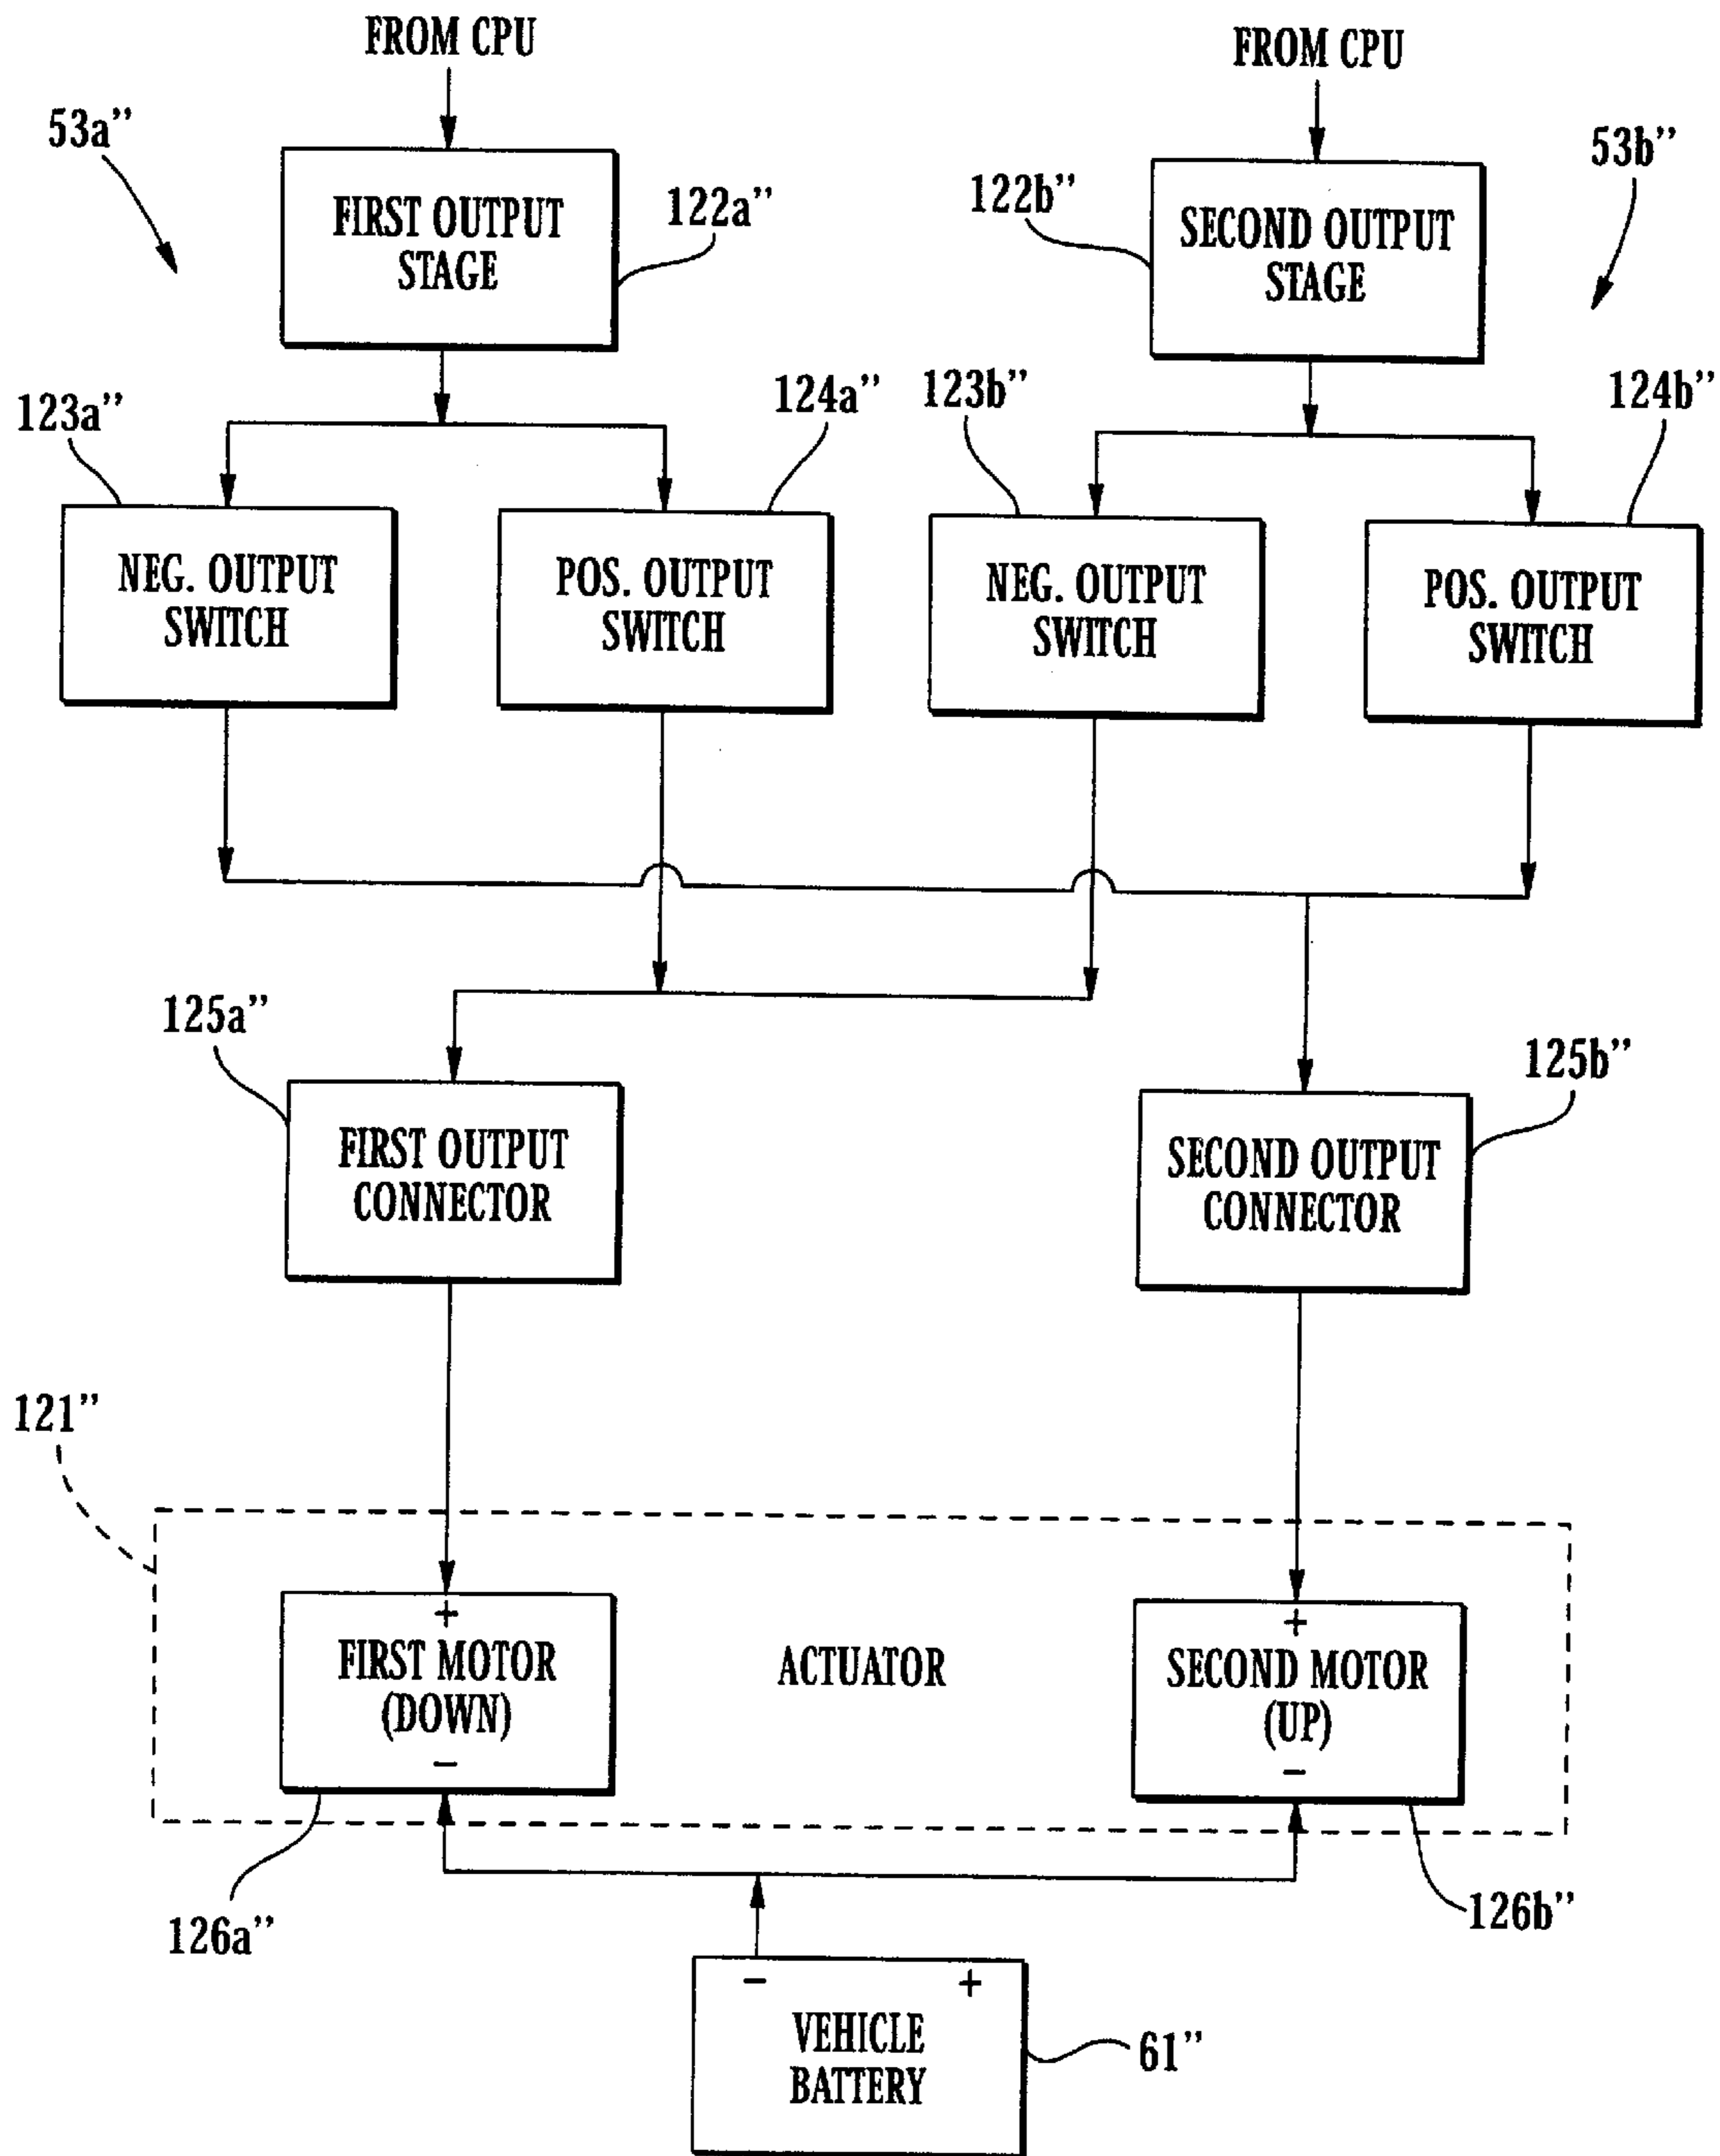 FROM CPU
FROM CPU
53a”
53b”
FIRST OUTPUT
STAGE
122a”
122b”
SECOND OUTPUT
STAGE
123a”
124a”
123b”
124b”
NEG. OUTPUT
SWITCH
POS. OUTPUT
SWITCH
NEG. OUTPUT
SWITCH
POS. OUTPUT
SWITCH
125a”
125b”
FIRST OUTPUT
CONNECTOR
SECOND OUTPUT
CONNECTOR
121”
+
FIRST MOTOR
(DOWN)
−
ACTUATOR
+
SECOND MOTOR
(UP)
−
126a”
126b”
− +
VEHICLE
BATTERY
61”